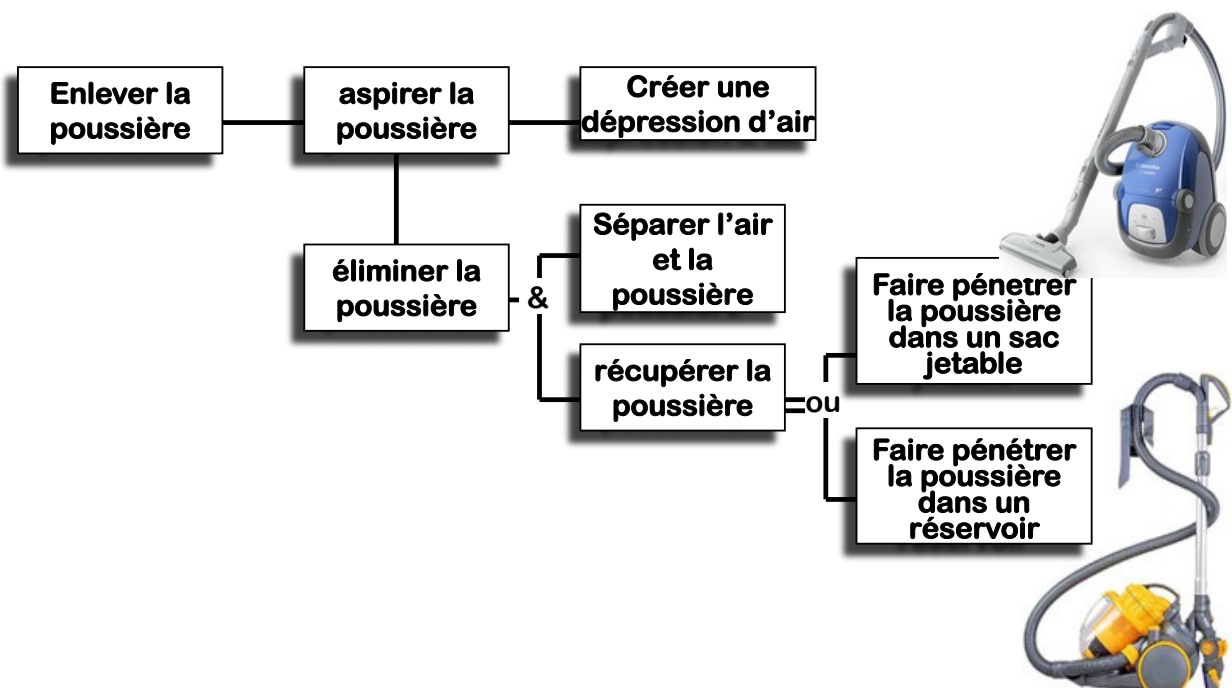 Enlever la
poussière
aspirer la
poussière
Créer une
dépression d'air
éliminer la
poussière
&
Séparer l'air
et la
poussière
récupérer la
poussière
ou
Faire pénetrer
la poussière
dans un sac
jetable
Faire pénétrer
la poussière
dans un
réservoir